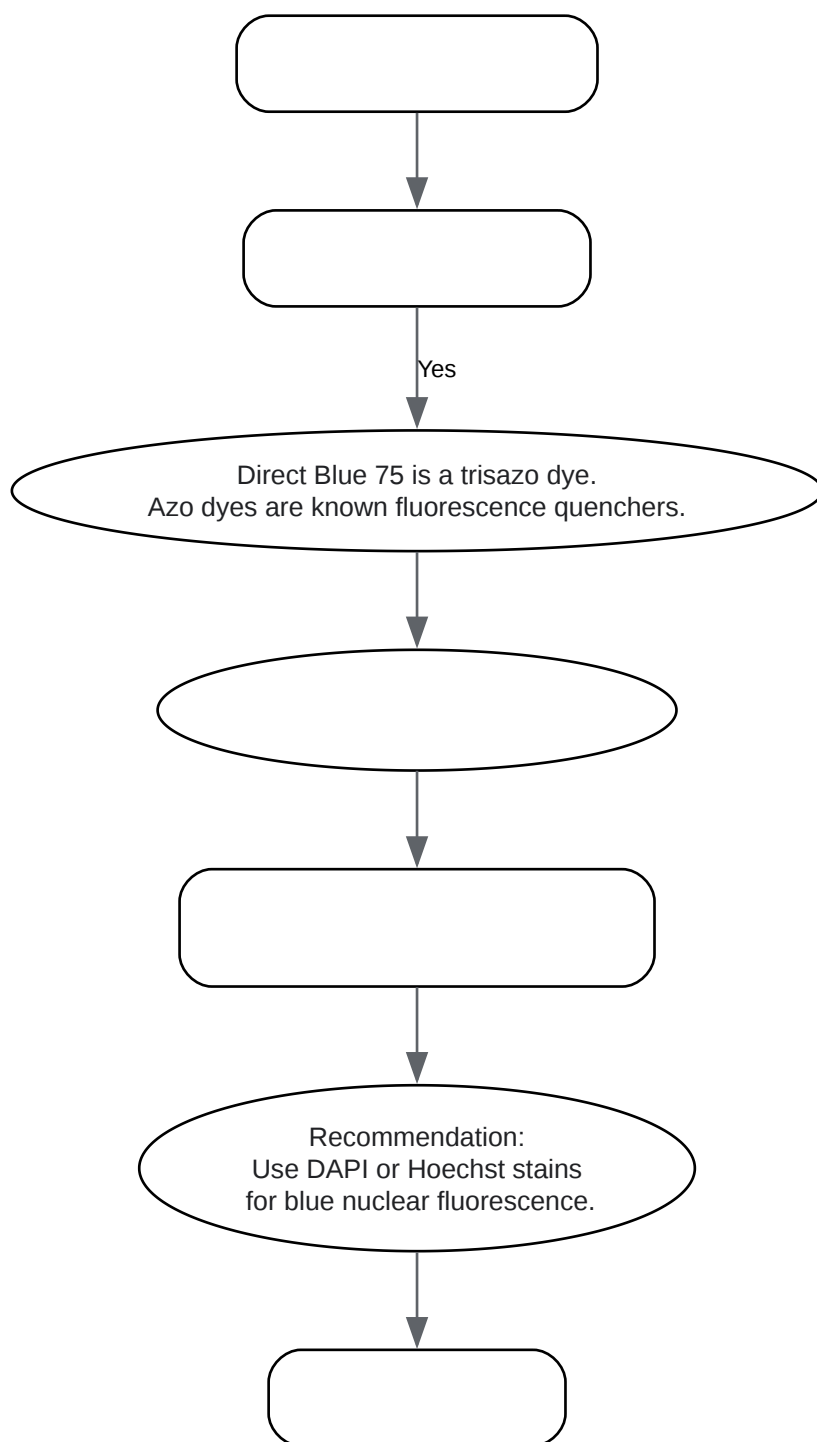 Yes
Direct Blue 75 is a trisazo dye.
Azo dyes are known fluorescence quenchers.
Recommendation:
Use DAPI or Hoechst stains
for blue nuclear fluorescence.